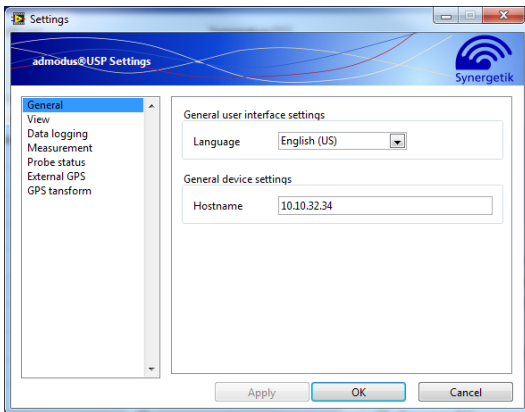 Settings
admodus®USP Settings
Synergetik
General
View
Data logging
Measurement
Probe status
External GPS
GPS tansform
General user interface settings
Language English (US)
General device settings
Hostname 10.10.32.34
Apply OK Cancel